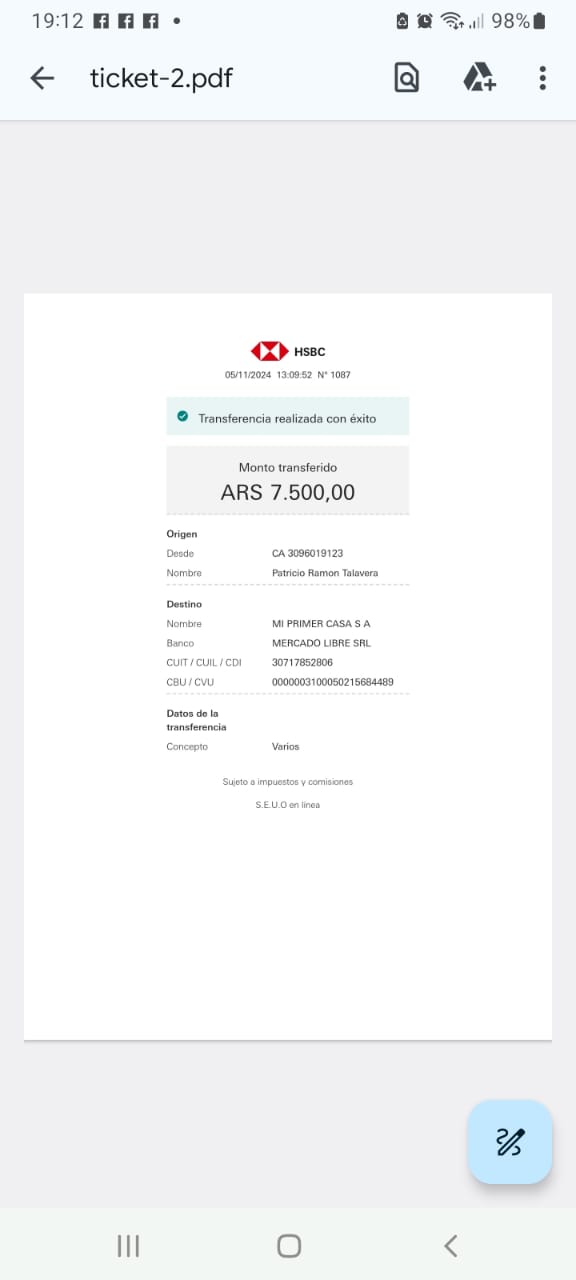 19:12 98%
ticket-2.pdf
HSBC
05/11/2024 13:09:52 N° 1087
Transferencia realizada con éxito
Monto transferido
ARS 7.500,00
Origen
Desde CA 3096019123
Nombre Patricio Ramon Talavera
Destino
Nombre MI PRIMER CASA S A
Banco MERCADO LIBRE SRL
CUIT / CUIL / CDI 30717852806
CBU / CVU 0000003100050215684489
Datos de la
transferencia
Concepto Varios
Sujeto a impuestos y comisiones
S.E.U.O en línea